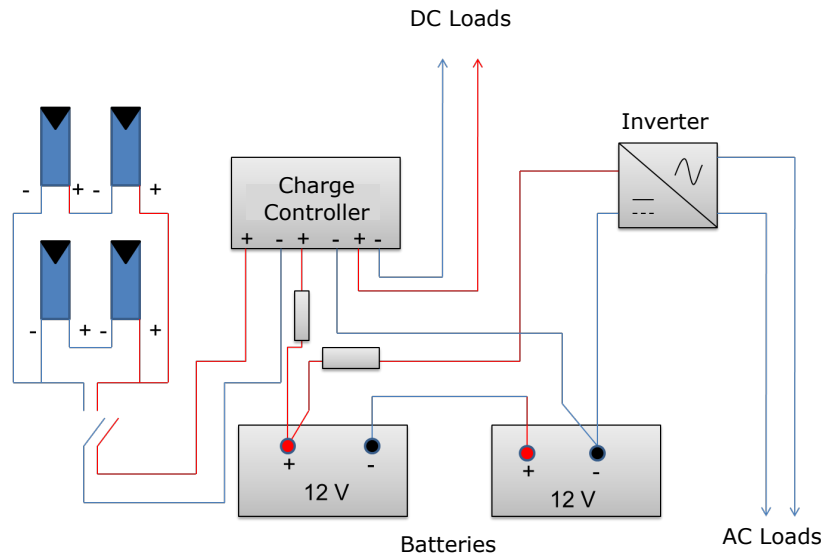 DC Loads
Inverter
Charge
Controller
+ - + - + -
- + - +
- + - +
+ -
12 V
+ -
12 V
Batteries
AC Loads